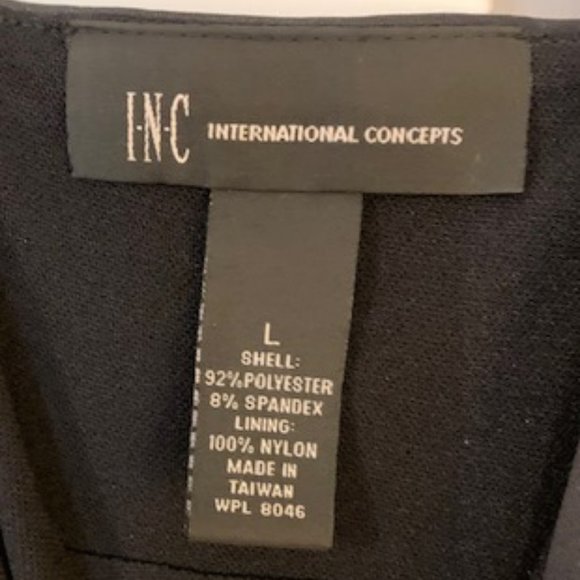 I·N·C INTERNATIONAL CONCEPTS
L
SHELL:
92%POLYESTER
8% SPANDEX
LINING:
100% NYLON
MADE IN
TAIWAN
WPL 8046